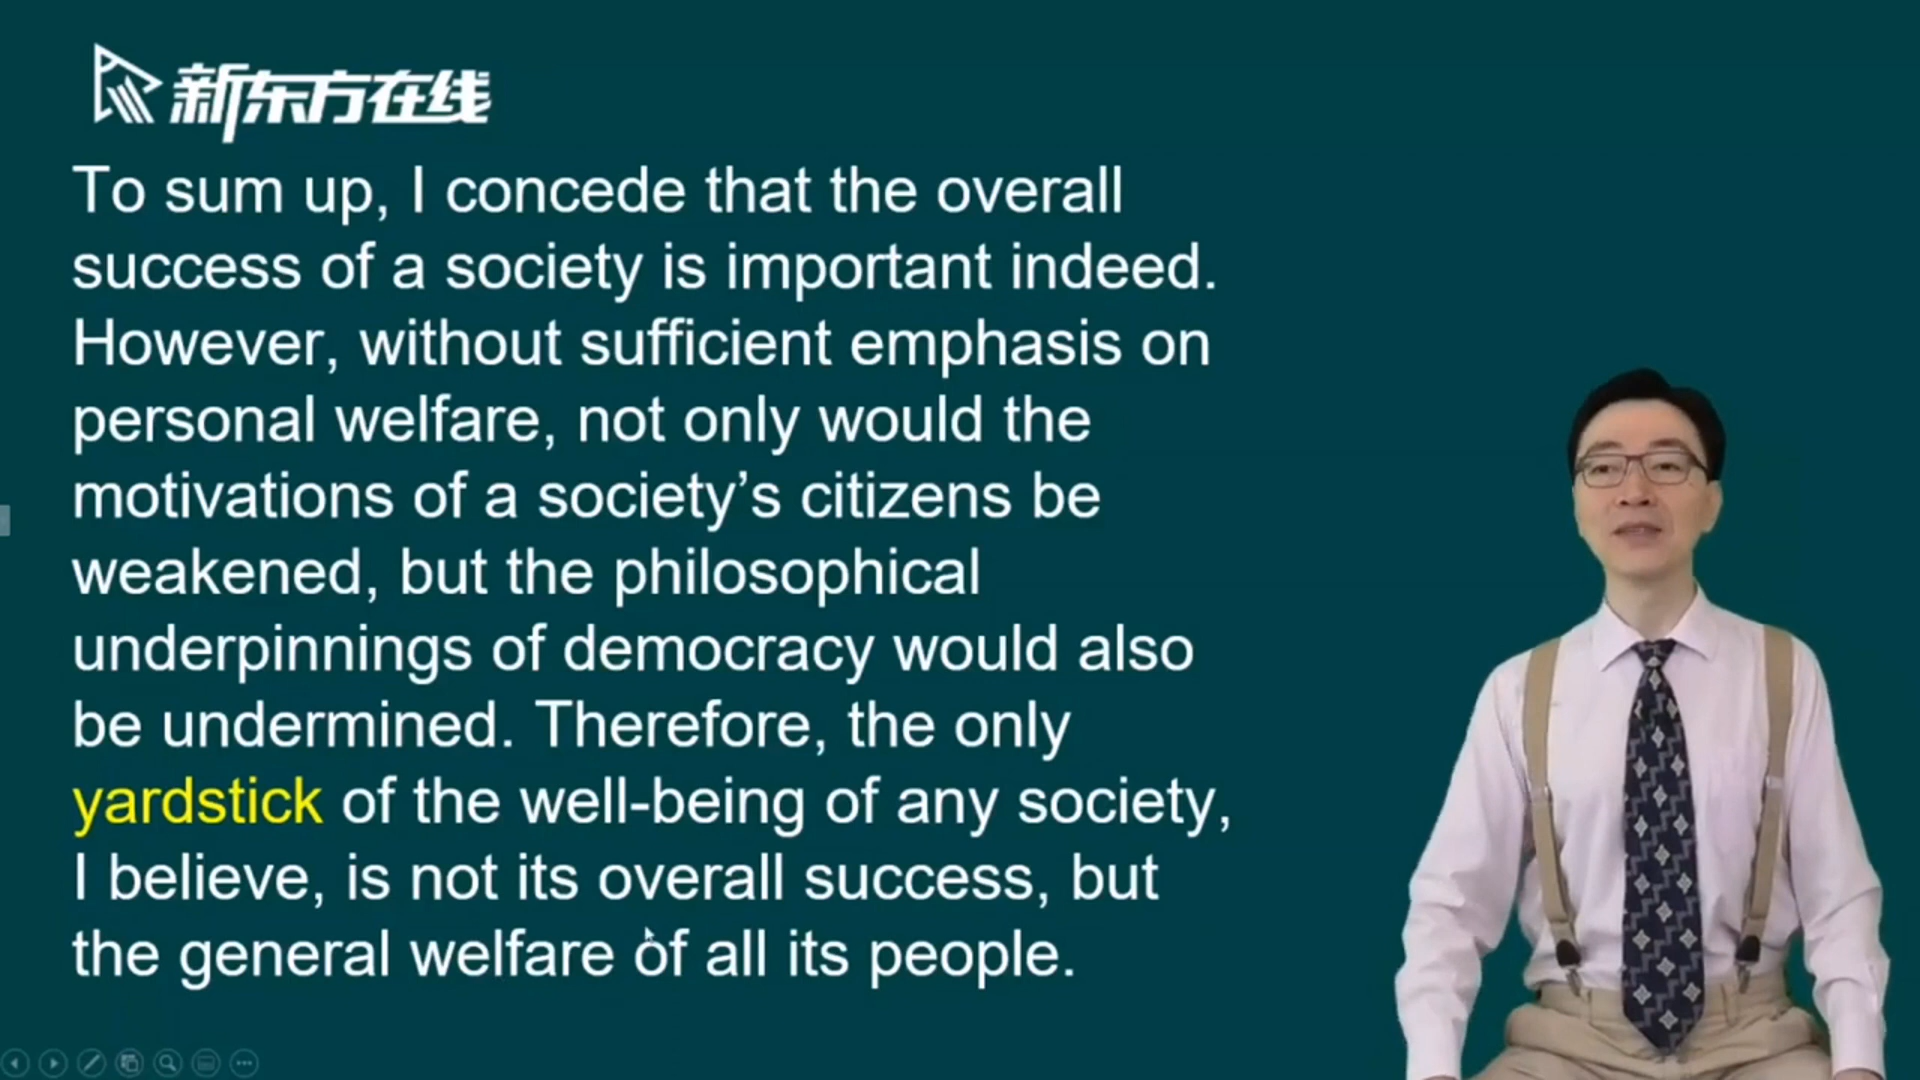 新东方在线
To sum up, I concede that the overall
success of a society is important indeed.
However, without sufficient emphasis on
personal welfare, not only would the
motivations of a society’s citizens be
weakened, but the philosophical
underpinnings of democracy would also
be undermined. Therefore, the only
yardstick of the well-being of any society,
I believe, is not its overall success, but
the general welfare of all its people.